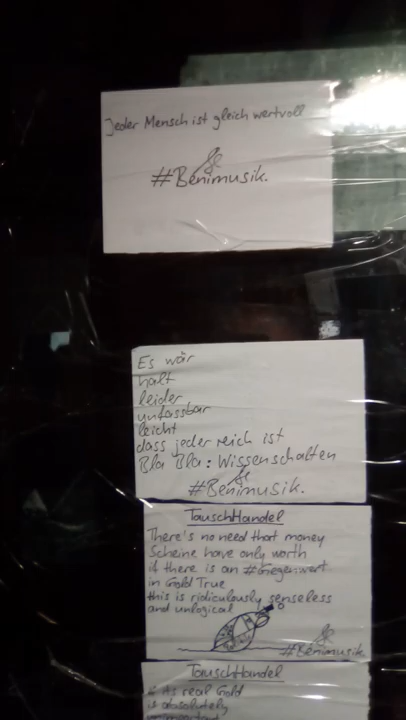 Jeder Mensch ist gleich wertvoll
#Benimusik.
Es wär
halt
leider
unfassbar
leicht
dass jeder reich ist
Bla Bla: Wissenschaften
#Benimusik.
TauschHandel
There's no need that money
Scheine have only worth
if there is an #Gegenwert
in Gold True
this is ridiculously senseless
and unlogical
#Benimusik
TauschHandel
As real Gold
is absolutely